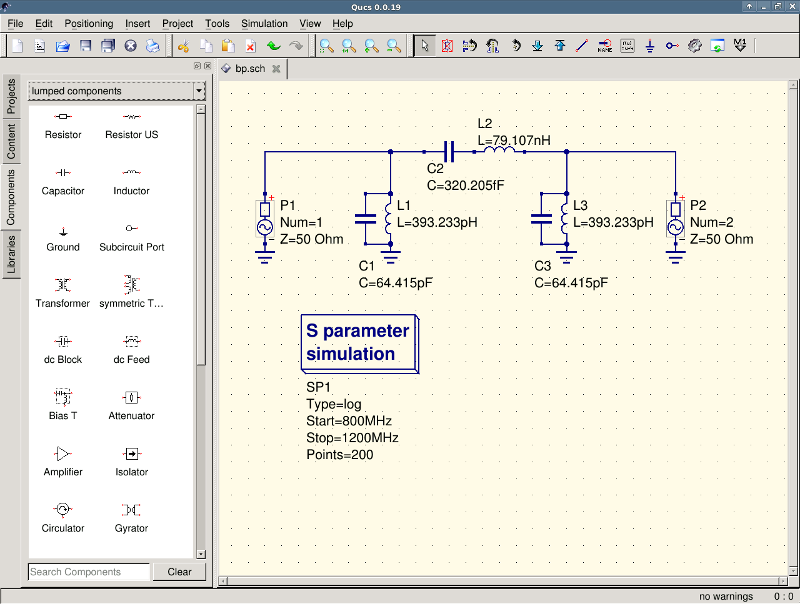 Qucs 0.0.19
File Edit Positioning Insert Project Tools Simulation View Help
NAME
bp.sch
Projects
Content
Components
Libraries
lumped components
Resistor Resistor US
Capacitor Inductor
Ground Subcircuit Port
Transformer symmetric T...
dc Block dc Feed
Bias T Attenuator
Amplifier Isolator
Circulator Gyrator
Search Components Clear
L2
L=79.107nH
C2
C=320.205fF
P1
Num=1
Z=50 Ohm
L1
L=393.233pH
C1
C=64.415pF
L3
L=393.233pH
C3
C=64.415pF
P2
Num=2
Z=50 Ohm
S parameter
simulation
SP1
Type=log
Start=800MHz
Stop=1200MHz
Points=200
no warnings 0 : 0